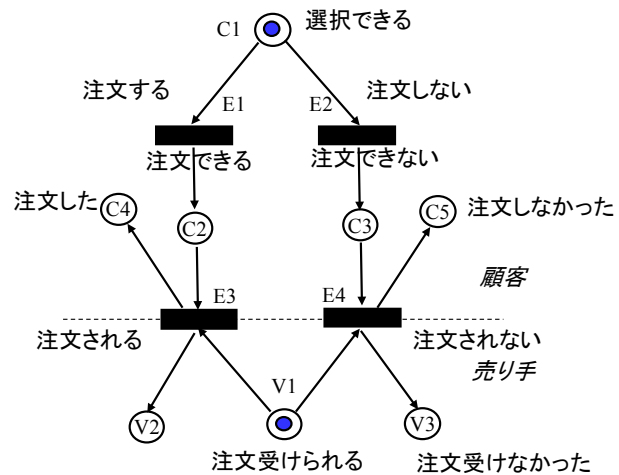 C1
選択できる
注文する
E1
E2
注文しない
注文できる
注文できない
注文した
C4
C2
C3
C5
注文しなかった
顧客
E3
E4
注文される
注文されない
売り手
V1
V2
V3
注文受けられる
注文受けなかった